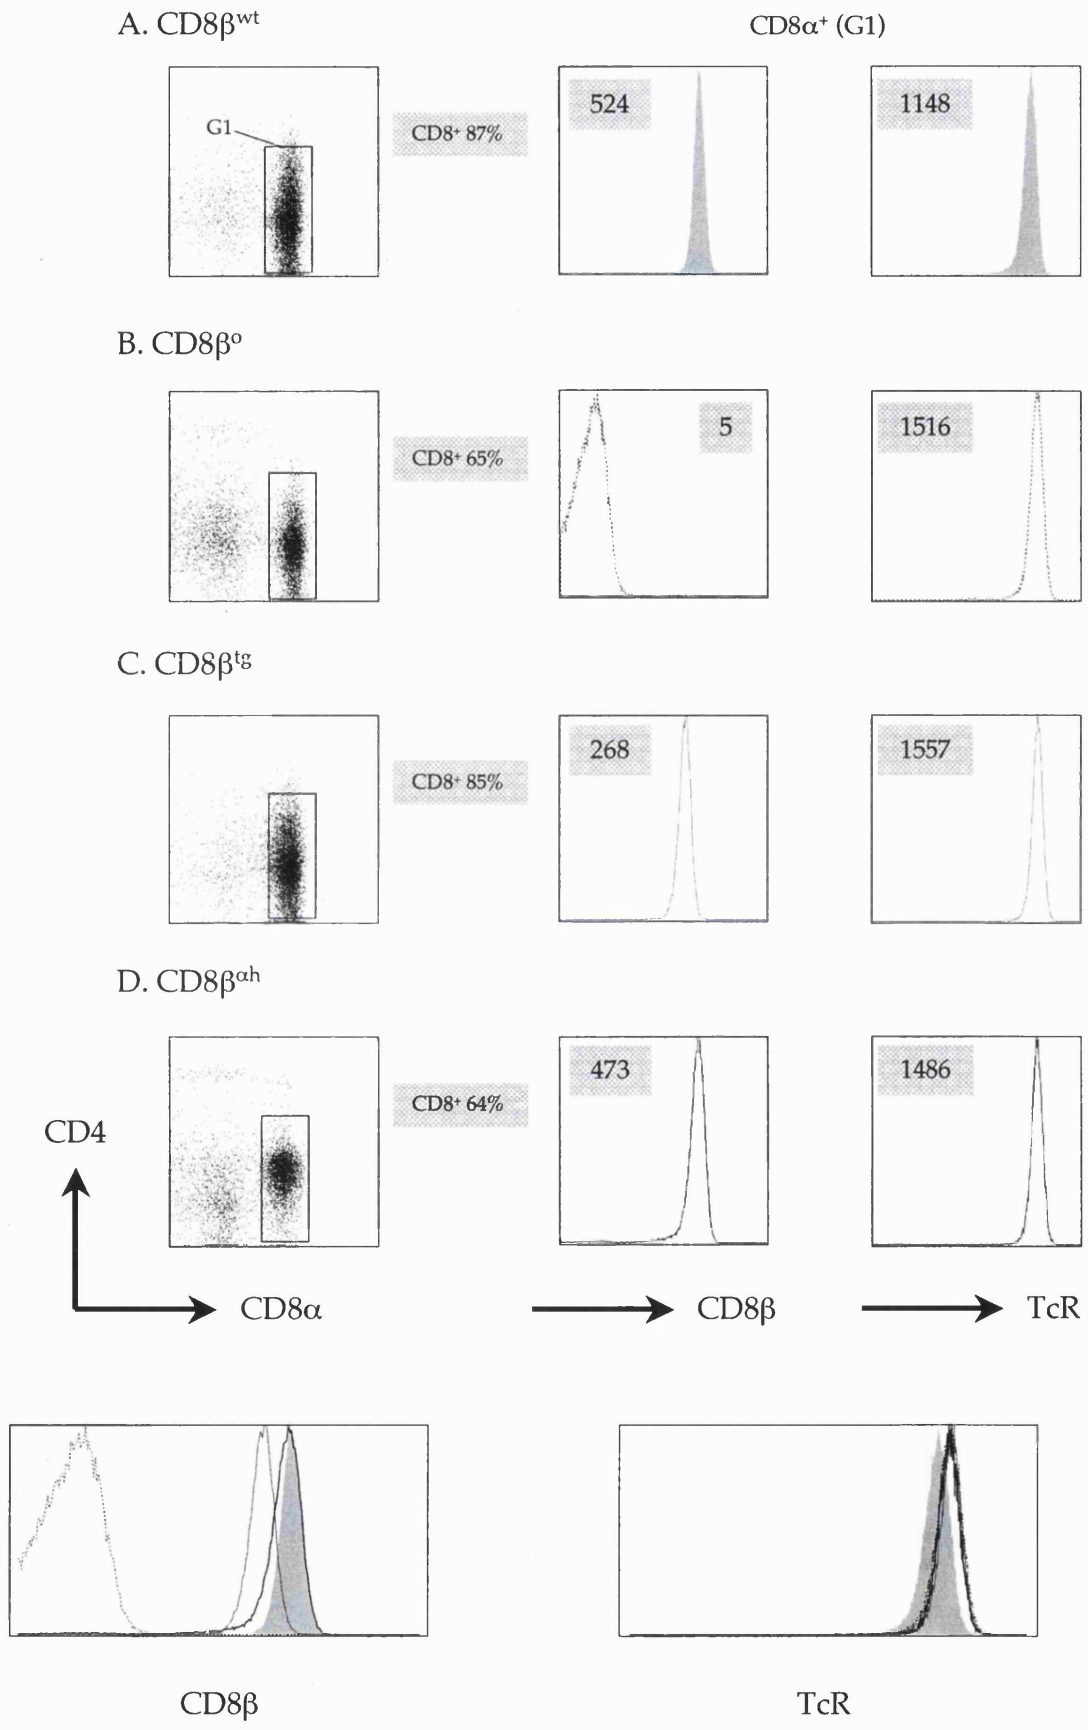 A. CD8βʷᵗ
CD8α⁺ (G1)
G1
CD8⁺ 87%
524
1148
B. CD8βᵒ
CD8⁺ 65%
5
1516
C. CD8βᵗᵍ
CD8⁺ 85%
268
1557
D. CD8βᵅʰ
CD8⁺ 64%
473
1486
CD4
CD8α
CD8β
TcR
CD8β
TcR